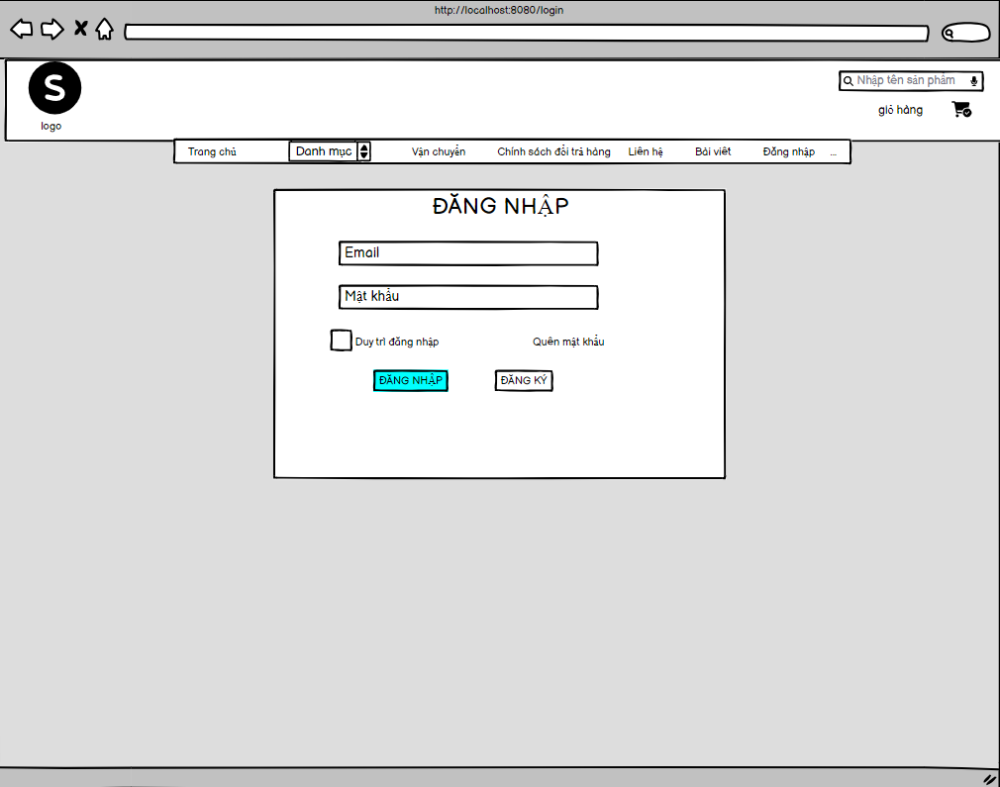 http://localhost:8080/login
S
logo
Nhập tên sản phẩm
giỏ hàng
Trang chủ Danh mục Vận chuyển Chính sách đổi trả hàng Liên hệ Bài viêt Đăng nhập ...
ĐĂNG NHẬP
Email
Mật khẩu
Duy trì đăng nhập Quên mật khẩu
ĐĂNG NHẬP ĐĂNG KÝ